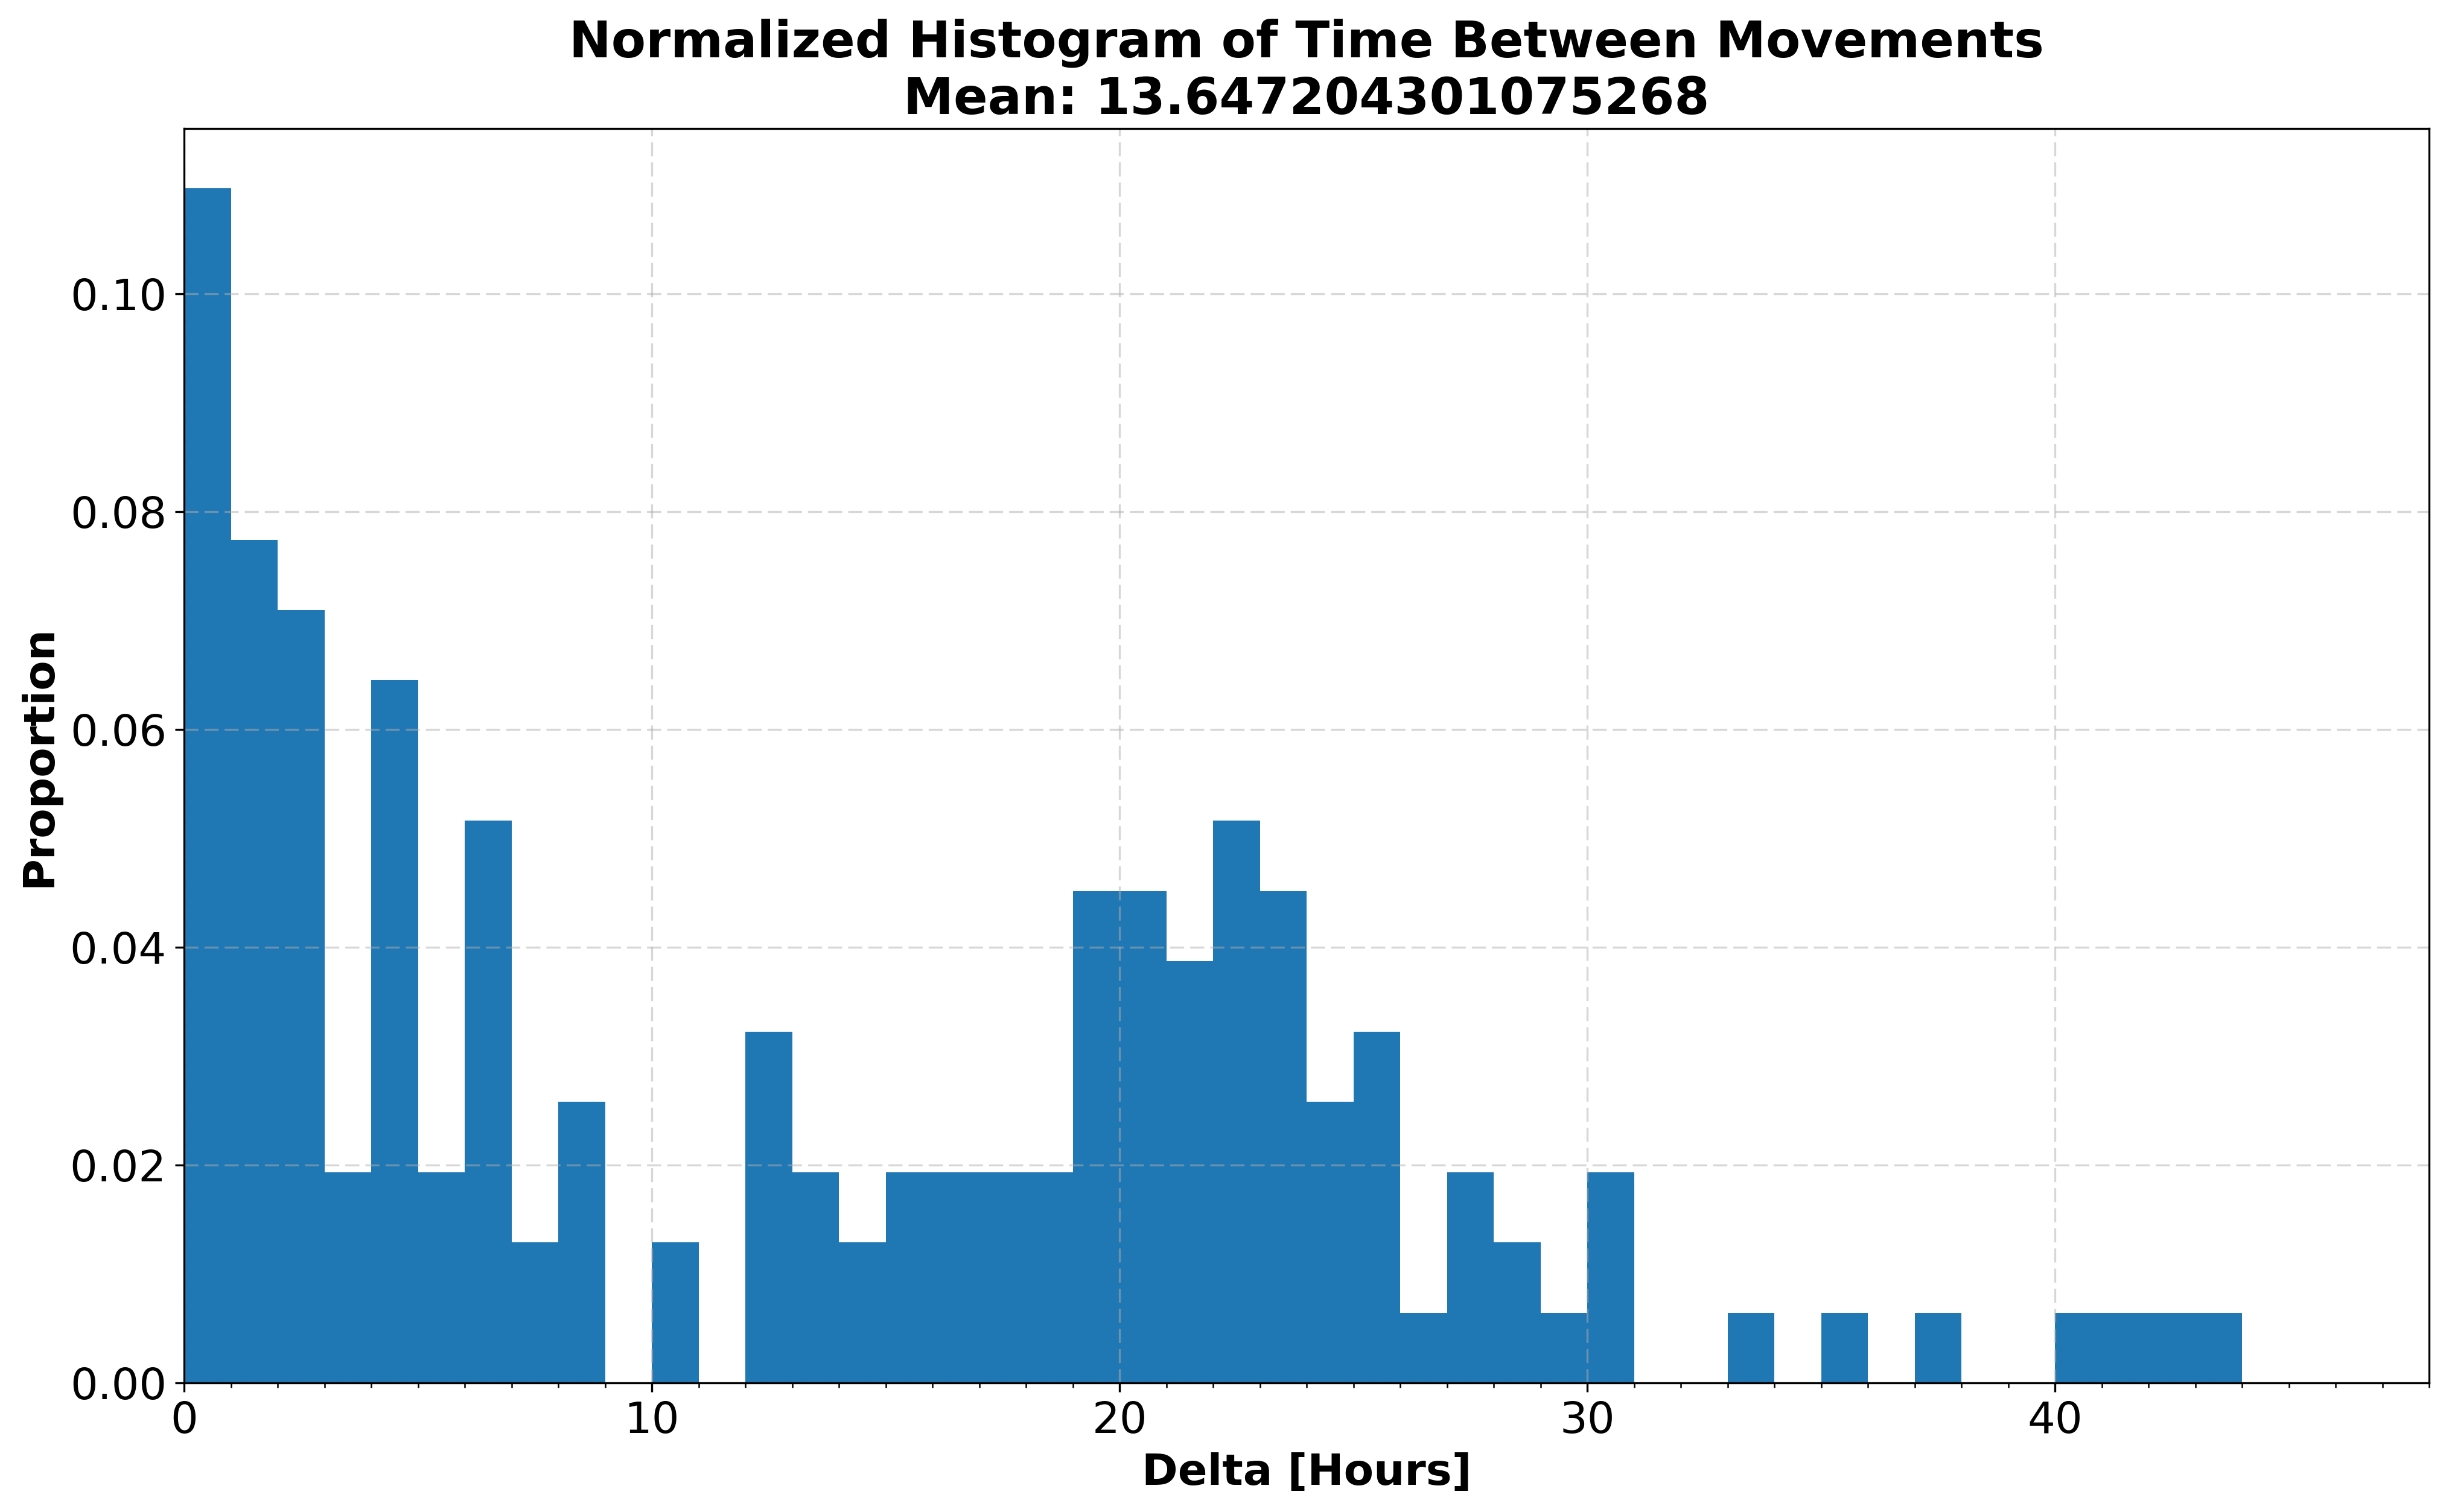 Normalized Histogram of Time Between Movements
Mean: 13.647204301075268
0.10
0.08
0.06
0.04
0.02
0.00
Proportion
0 10 20 30 40
Delta [Hours]